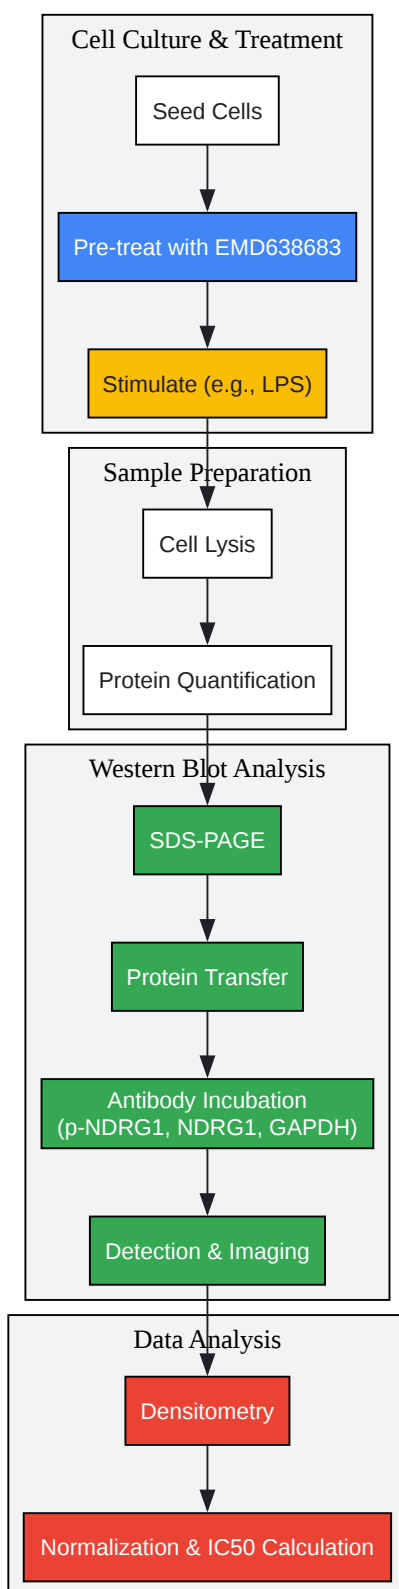 Cell Culture & Treatment
Seed Cells
Pre-treat with EMD638683
Stimulate (e.g., LPS)
Sample Preparation
Cell Lysis
Protein Quantification
Western Blot Analysis
SDS-PAGE
Protein Transfer
Antibody Incubation
(p-NDRG1, NDRG1, GAPDH)
Detection & Imaging
Data Analysis
Densitometry
Normalization & IC50 Calculation